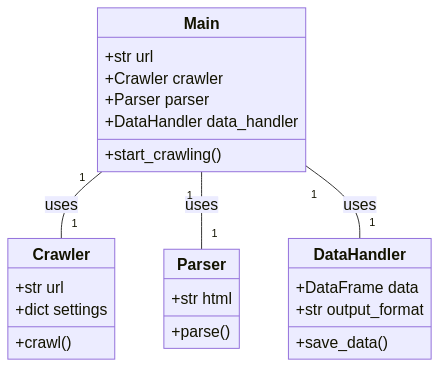 Main
+str url
+Crawler crawler
+Parser parser
+DataHandler data_handler
+start_crawling()
1
1
1
uses
uses
uses
1
1
1
Crawler
+str url
+dict settings
+crawl()
Parser
+str html
+parse()
DataHandler
+DataFrame data
+str output_format
+save_data()